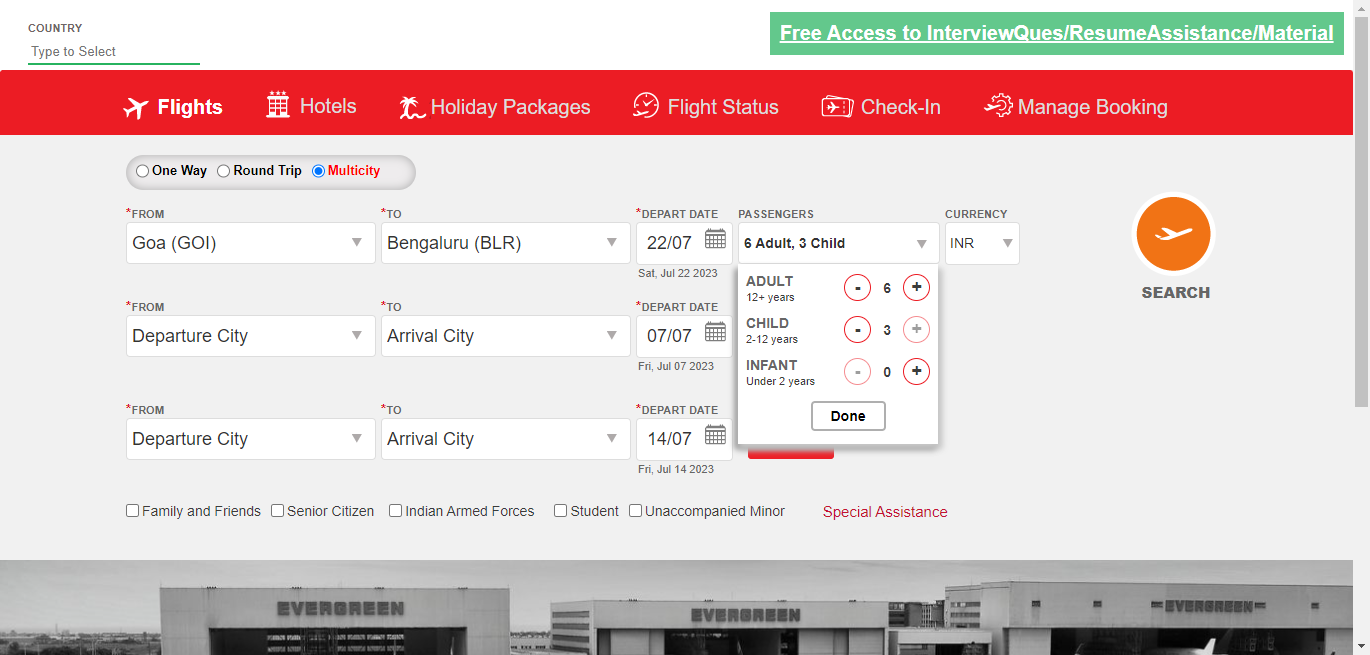 COUNTRY
Type to Select
Free Access to InterviewQues/ResumeAssistance/Material
Flights Hotels Holiday Packages Flight Status Check-In Manage Booking
One Way Round Trip Multicity
*FROM *TO *DEPART DATE PASSENGERS CURRENCY
Goa (GOI) Bengaluru (BLR) 22/07 6 Adult, 3 Child INR
Sat, Jul 22 2023
SEARCH
ADULT - 6 +
12+ years
*FROM *TO *DEPART DATE
CHILD - 3 +
2-12 years
Departure City Arrival City 07/07
Fri, Jul 07 2023
INFANT - 0 +
Under 2 years
*FROM *TO *DEPART DATE
Done
Departure City Arrival City 14/07
Fri, Jul 14 2023
Family and Friends Senior Citizen Indian Armed Forces Student Unaccompanied Minor Special Assistance
EVERGREEN EVERGREEN EVERGREEN